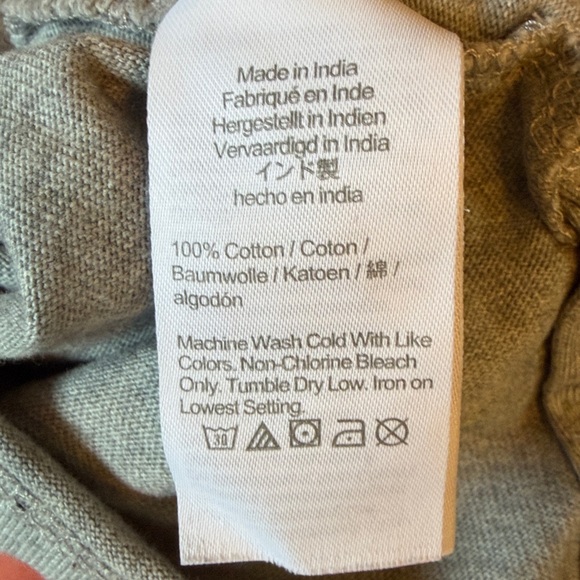 Made in India
Fabriqué en Inde
Hergestellt in Indien
Vervaardigd in India
インド製
hecho en india
100% Cotton / Coton /
Baumwolle / Katoen / 綿 /
algodón
Machine Wash Cold With Like
Colors. Non-Chlorine Bleach
Only. Tumble Dry Low. Iron on
Lowest Setting.
30